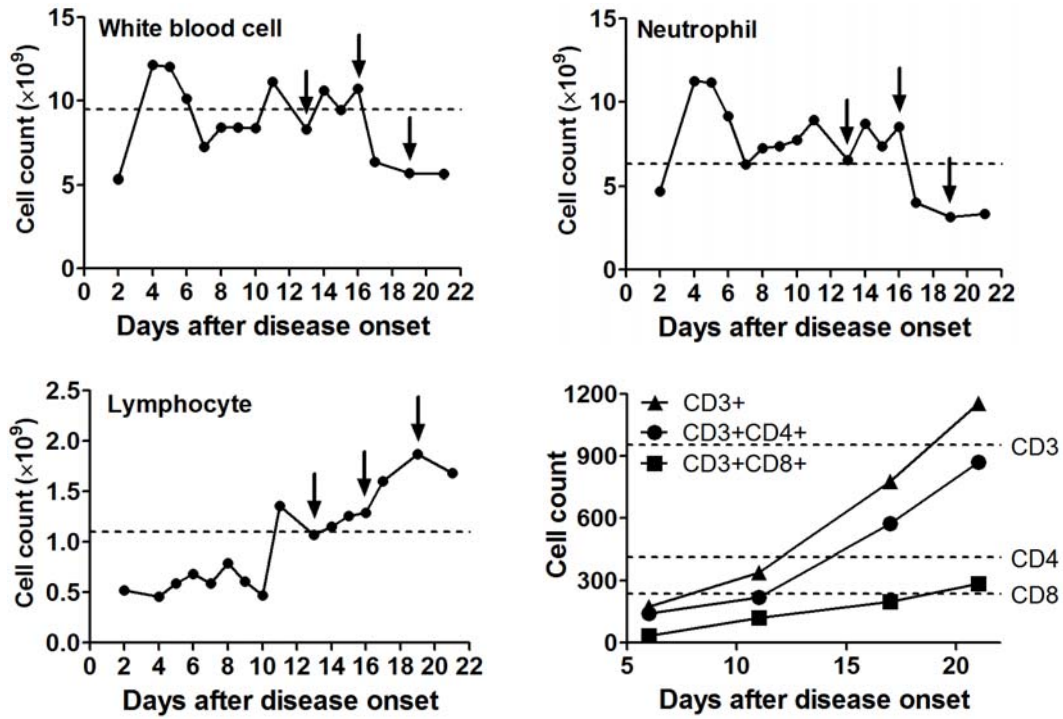 White blood cell
Cell count (×10⁹)
15
10
5
0
0 2 4 6 8 10 12 14 16 18 20 22
Days after disease onset
Neutrophil
Cell count (×10⁹)
15
10
5
0
0 2 4 6 8 10 12 14 16 18 20 22
Days after disease onset
Lymphocyte
Cell count (×10⁹)
2.5
2.0
1.5
1.0
0.5
0.0
0 2 4 6 8 10 12 14 16 18 20 22
Days after disease onset
CD3+
CD3+CD4+
CD3+CD8+
Cell count
1200
900
600
300
0
CD3
CD4
CD8
5 10 15 20
Days after disease onset